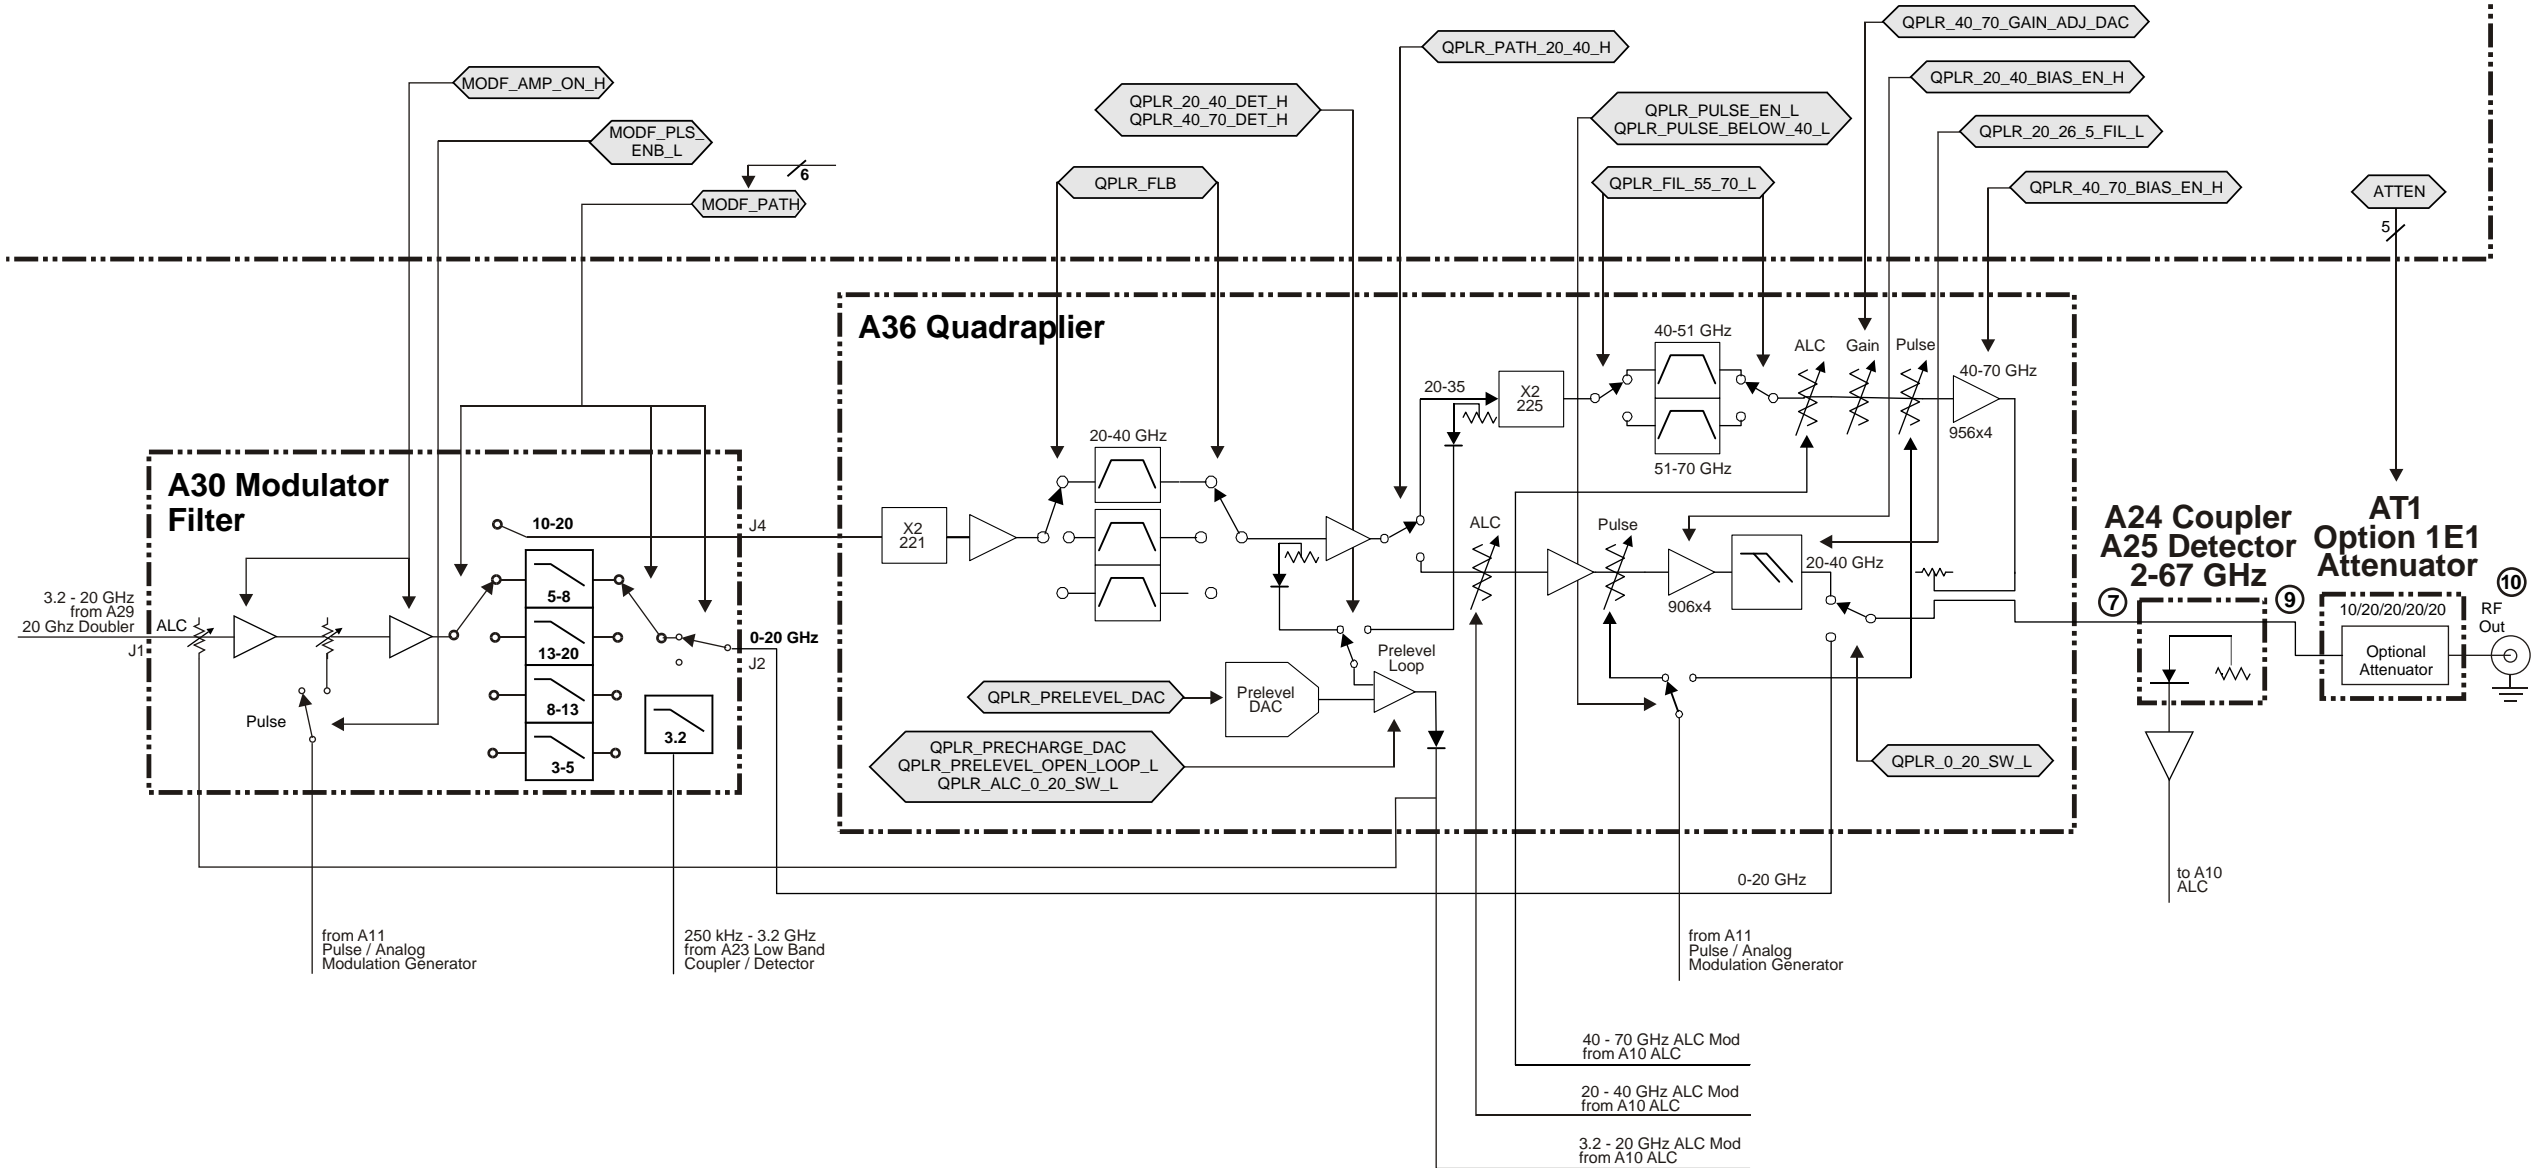 QPLR_40_70_GAIN_ADJ_DAC
QPLR_PATH_20_40_H
MODF_AMP_ON_H
QPLR_20_40_BIAS_EN_H
QPLR_20_40_DET_H
QPLR_40_70_DET_H
QPLR_PULSE_EN_L
QPLR_PULSE_BELOW_40_L
MODF_PLS_
ENB_L
QPLR_20_26_5_FIL_L
6
QPLR_FLB
QPLR_FIL_55_70_L
QPLR_40_70_BIAS_EN_H
ATTEN
MODF_PATH
5
A36 Quadraplier
40-51 GHz
ALC
Gain
Pulse
40-70 GHz
20-35
X2
225
956x4
51-70 GHz
20-40 GHz
A30 Modulator
Filter
10-20
J4
X2
221
ALC
Pulse
20-40 GHz
906x4
A24 Coupler
A25 Detector
2-67 GHz
AT1
Option 1E1
Attenuator
7
9
10
10/20/20/20/20
RF
Out
Optional
Attenuator
3.2 - 20 GHz
from A29
20 Ghz Doubler
J1
ALC
5-8
13-20
8-13
3-5
0-20 GHz
J2
3.2
Pulse
Prelevel
Loop
QPLR_PRELEVEL_DAC
Prelevel
DAC
QPLR_PRECHARGE_DAC
QPLR_PRELEVEL_OPEN_LOOP_L
QPLR_ALC_0_20_SW_L
QPLR_0_20_SW_L
0-20 GHz
to A10
ALC
from A11
Pulse / Analog
Modulation Generator
250 kHz - 3.2 GHz
from A23 Low Band
Coupler / Detector
from A11
Pulse / Analog
Modulation Generator
40 - 70 GHz ALC Mod
from A10 ALC
20 - 40 GHz ALC Mod
from A10 ALC
3.2 - 20 GHz ALC Mod
from A10 ALC